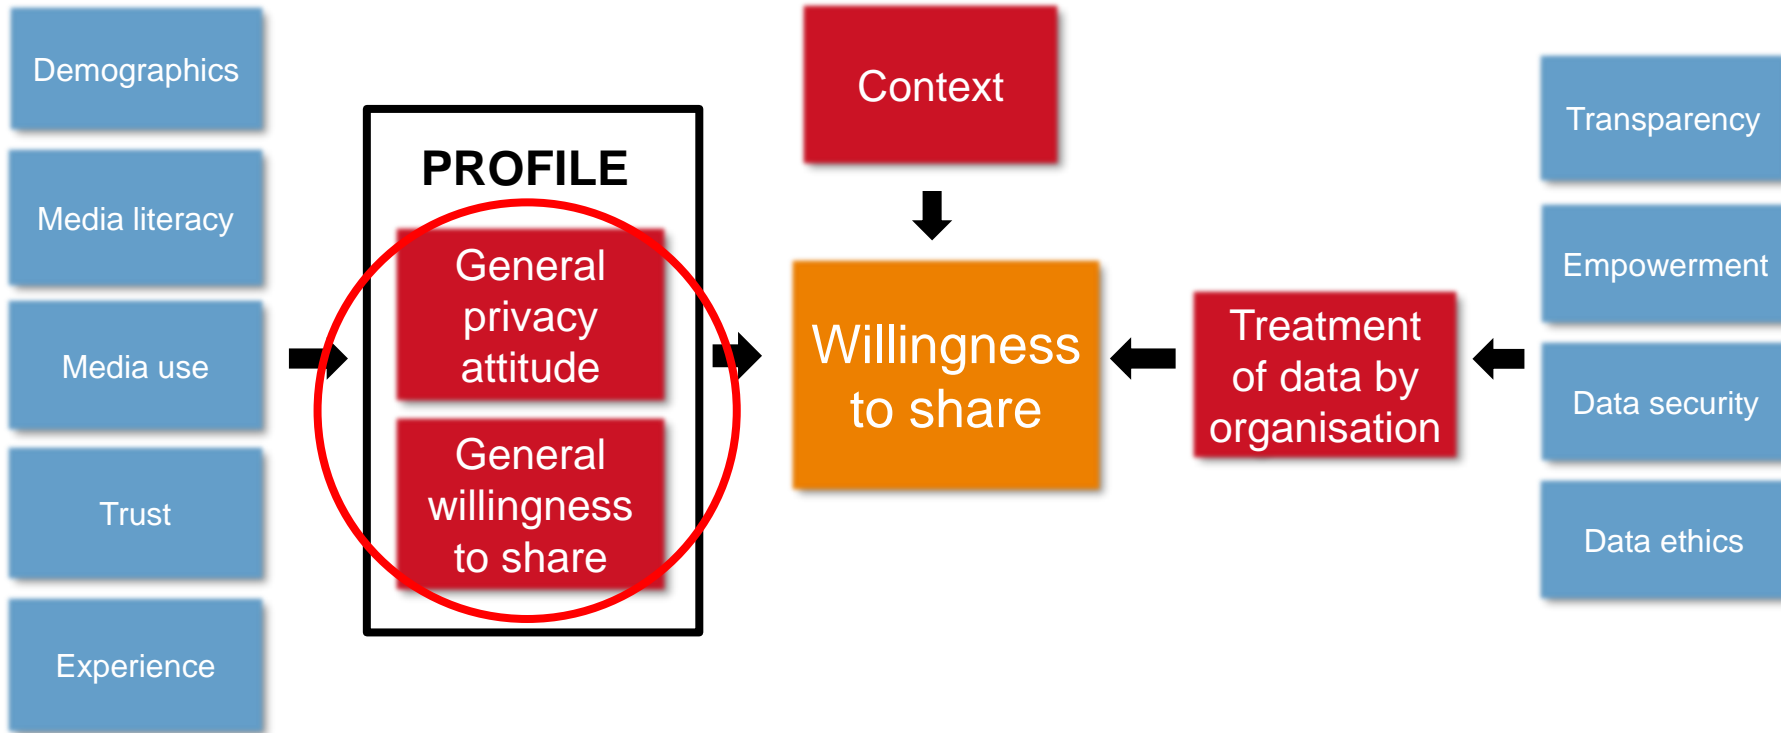 Demographics
Media literacy
Media use
Trust
Experience
PROFILE
General
privacy
attitude
General
willingness
to share
Context
Willingness
to share
Treatment
of data by
organisation
Transparency
Empowerment
Data security
Data ethics